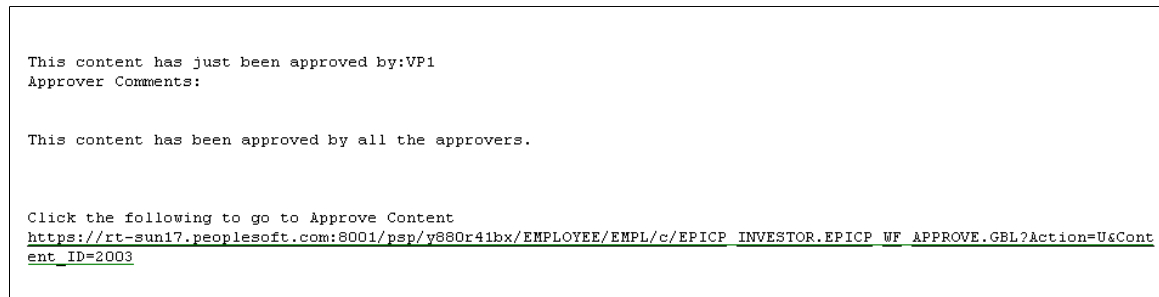 This content has just been approved by:VP1
Approver Comments:
This content has been approved by all the approvers.
Click the following to go to Approve Content
https://rt-sun17.peoplesoft.com:8001/psp/y880r41bx/EMPLOYEE/EMPL/c/EPICP_INVESTOR.EPICP_WF_APPROVE.GBL?Action=U&Cont
ent_ID=2003